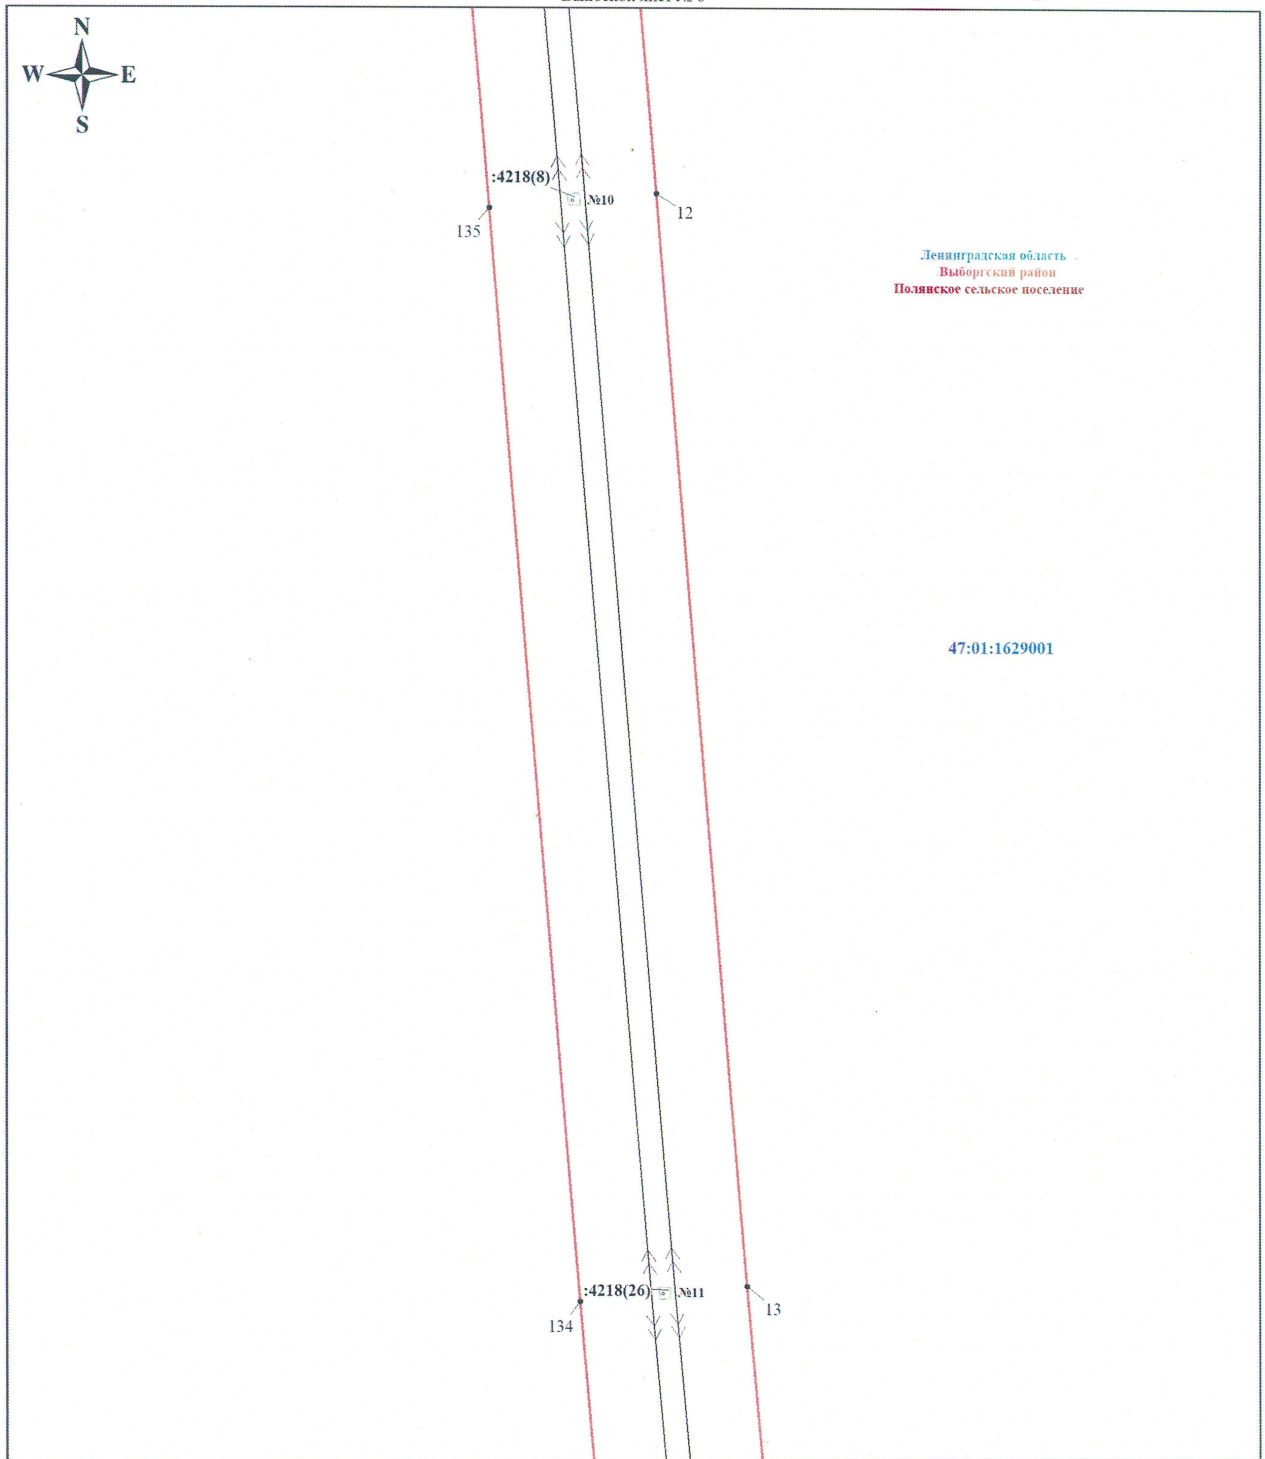 N
W E
S
:4218(8)
№10
12
135
Ленинградская область
Выборгский район
Полянское сельское поселение
47:01:1629001
:4218(26)
№11
13
134